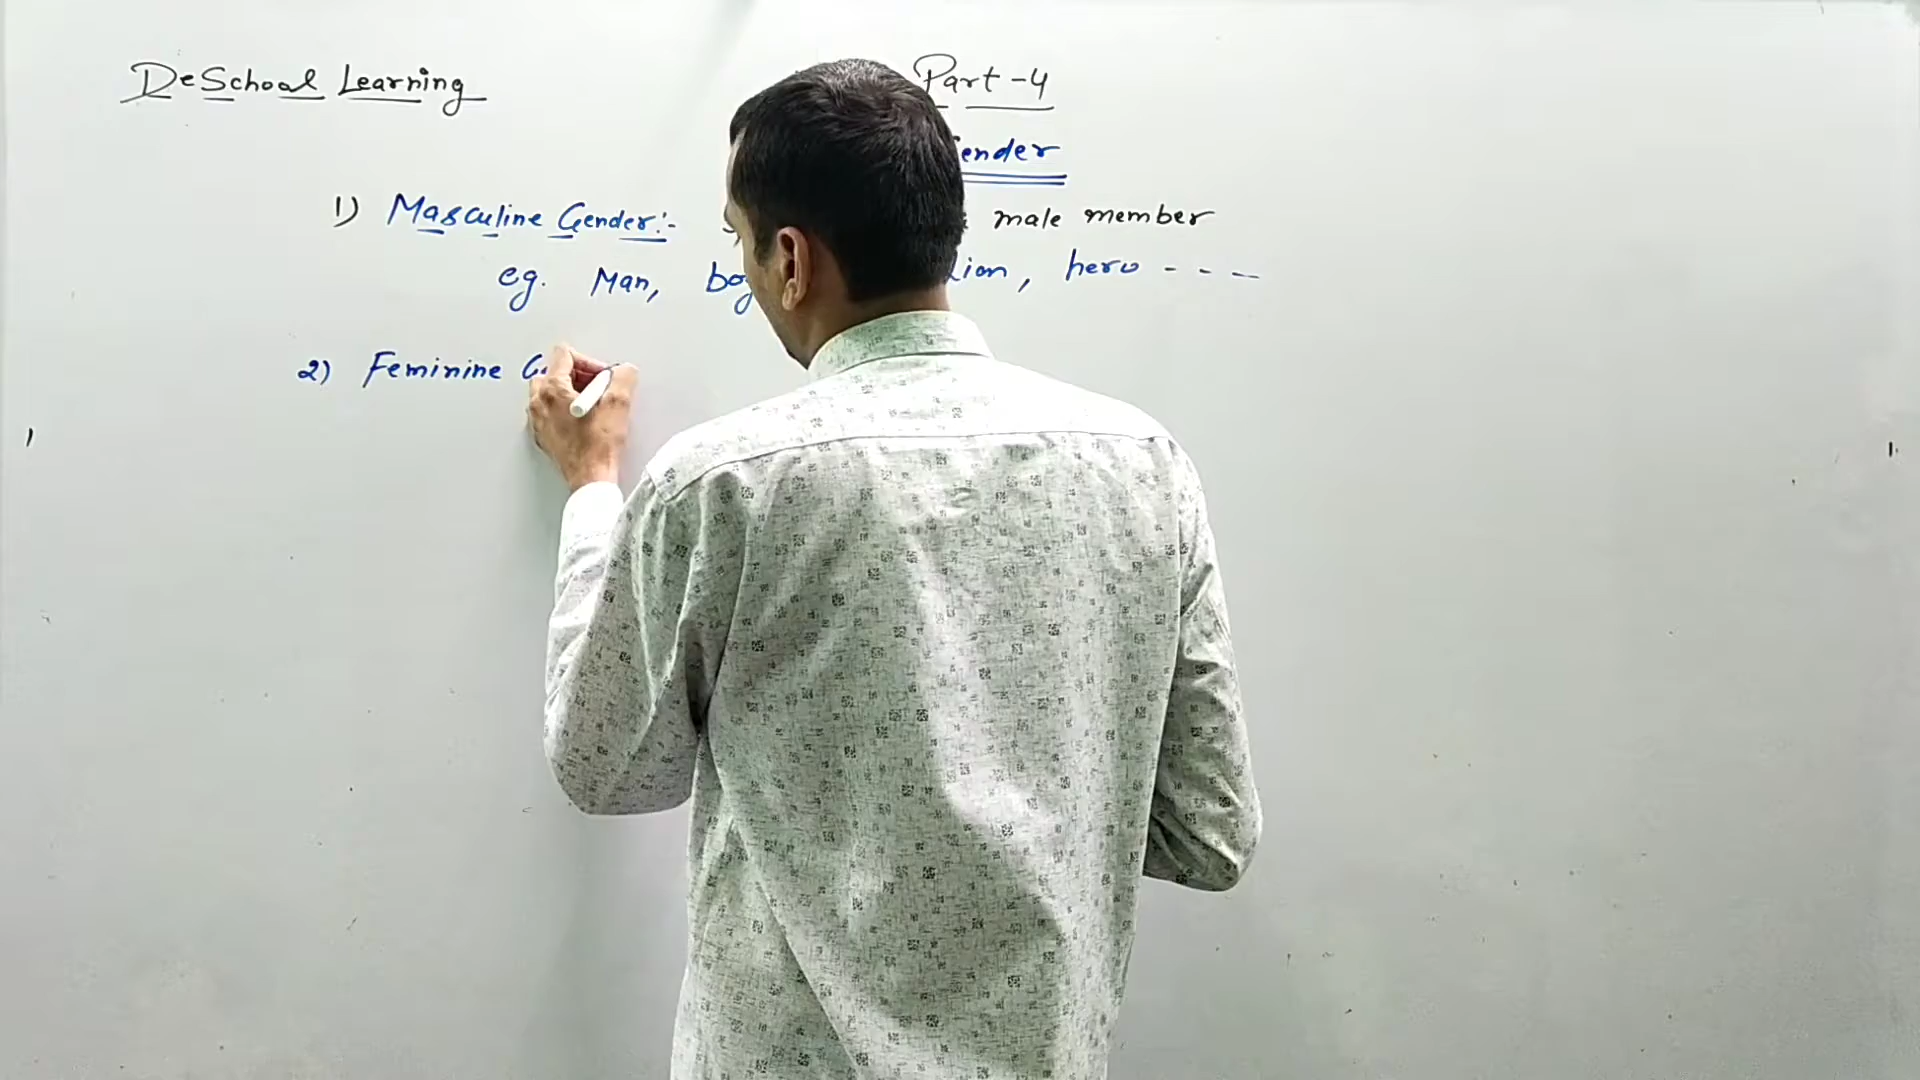 DeSchool Learning
Part -4
ender
1) Masculine Gender:- male member
eg. Man, lion, hero - - -
2) Feminine